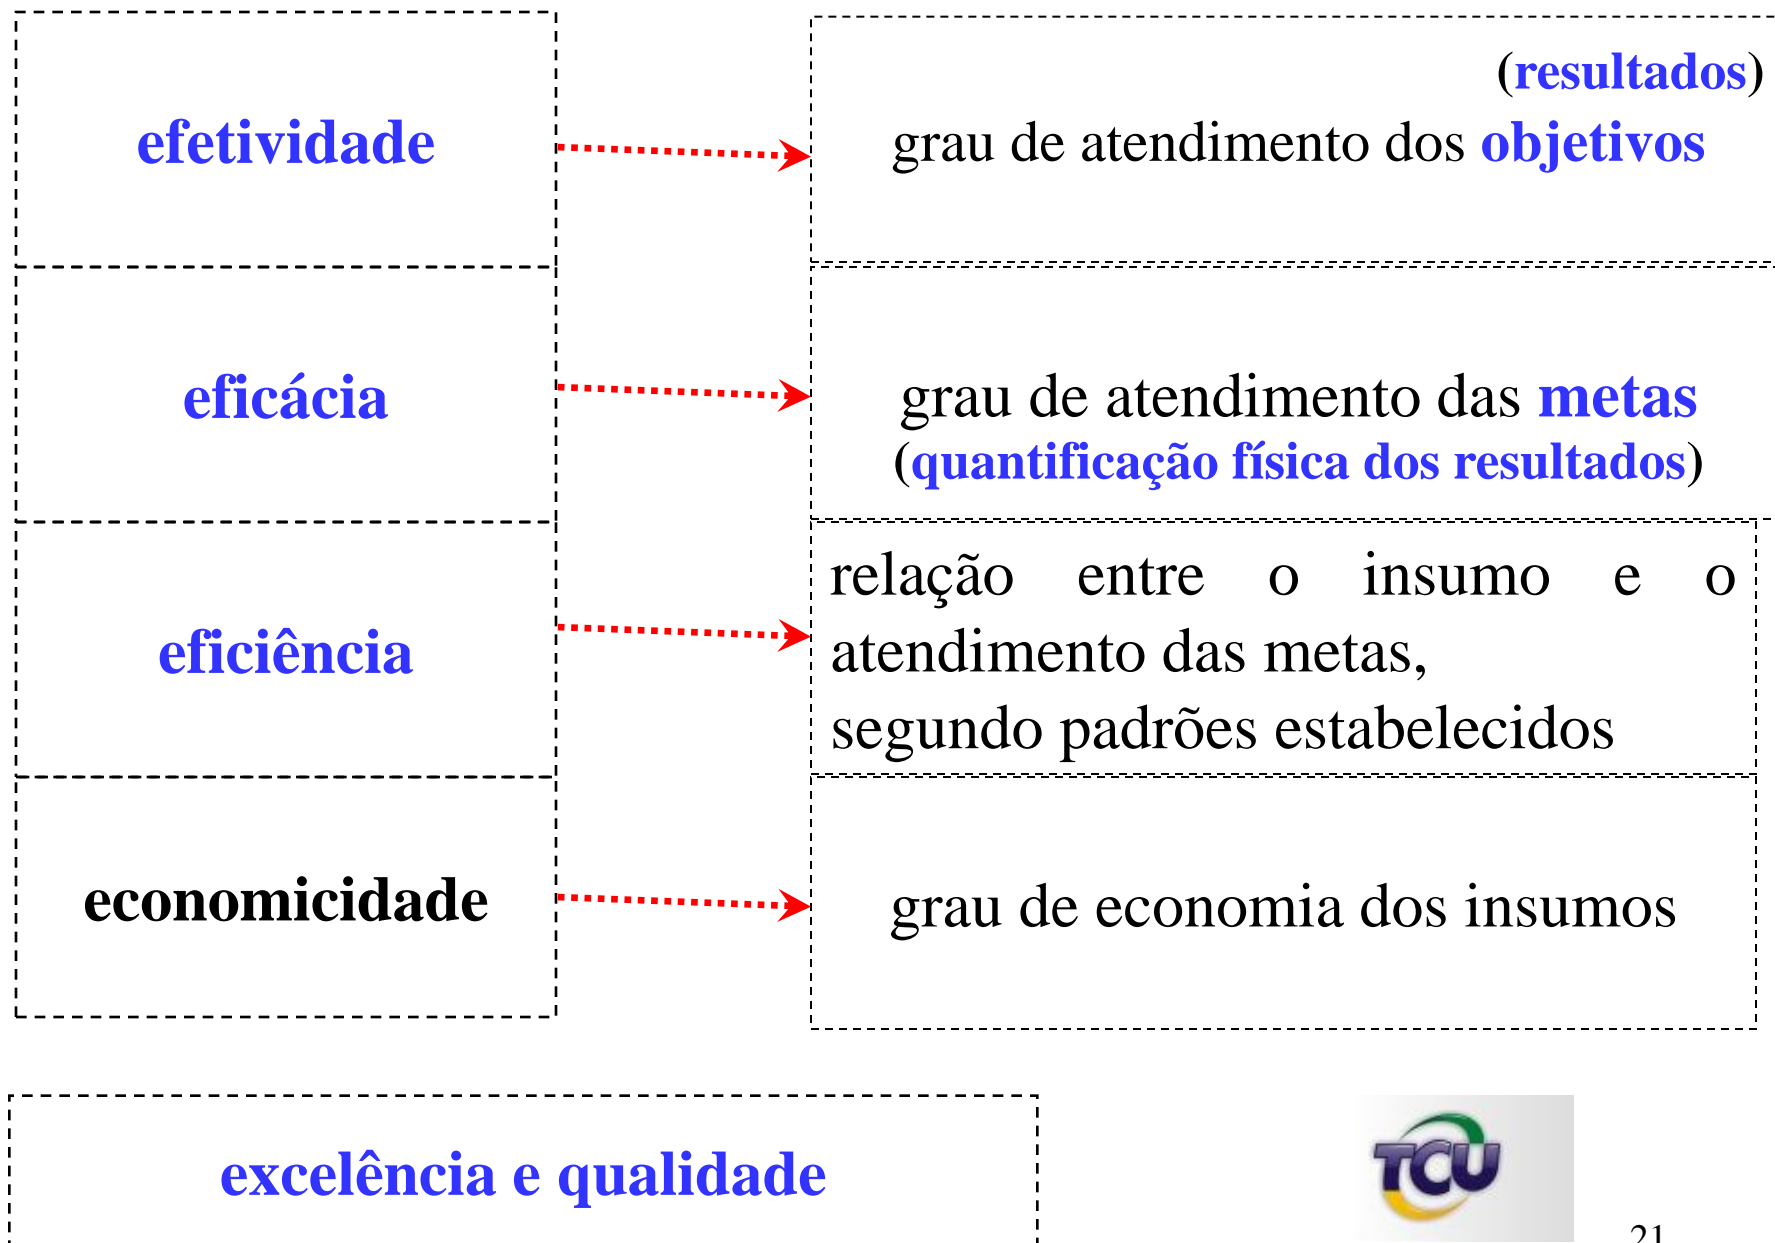 (resultados)
efetividade
grau de atendimento dos objetivos
eficácia
grau de atendimento das metas
(quantificação física dos resultados)
eficiência
relação entre o insumo e o
atendimento das metas,
segundo padrões estabelecidos
economicidade
grau de economia dos insumos
excelência e qualidade
TCU
21